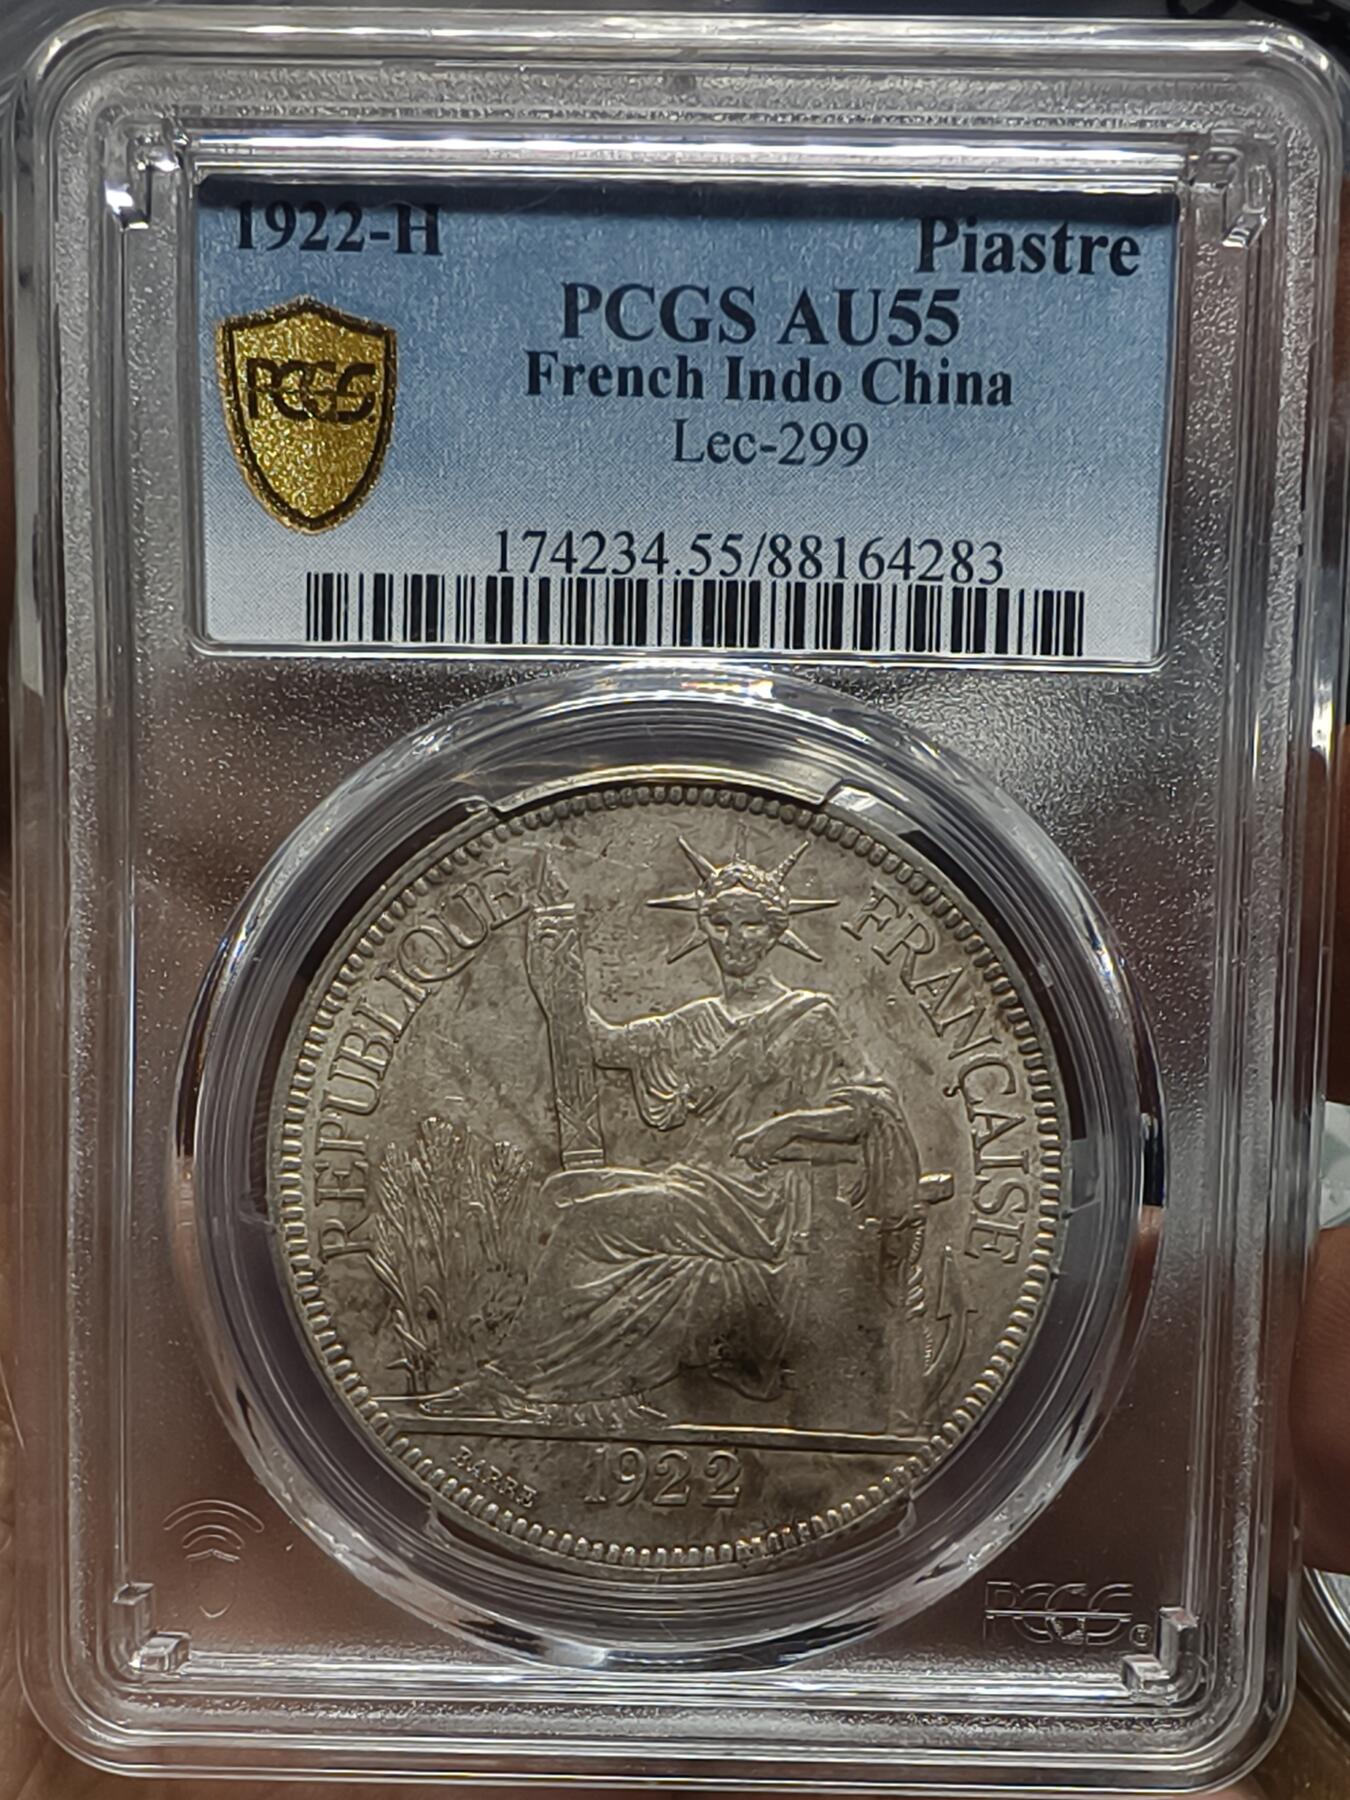 1922-H
Piastre
PCGS AU55
French Indo China
Lec-299
PCGS
174234.55/88164283
REPUBLIQUE FRANÇAISE
BARRE
1922
PCGS®